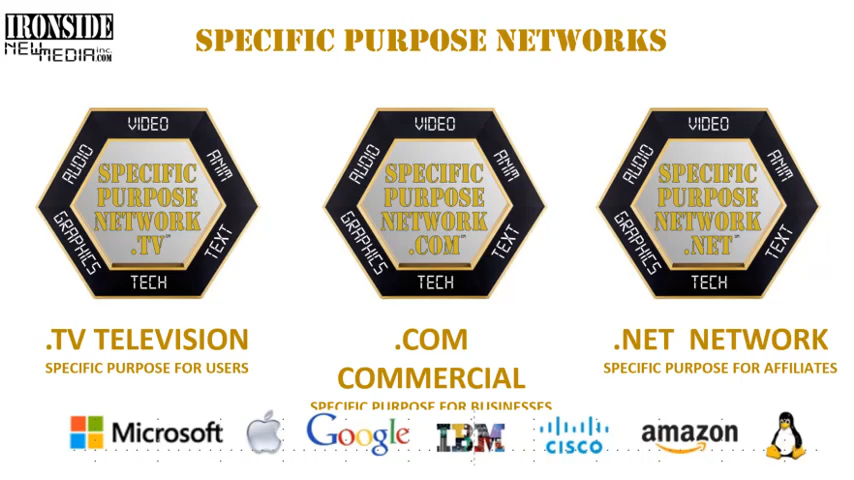 IRONSIDE
NEWMEDIA inc.
.COM
SPECIFIC PURPOSE NETWORKS
VIDEO
AUDIO
ANIM
SPECIFIC
PURPOSE
NETWORK
.TV
GRAPHICS
TEXT
TECH
VIDEO
AUDIO
ANIM
SPECIFIC
PURPOSE
NETWORK
.COM
GRAPHICS
TEXT
TECH
VIDEO
AUDIO
ANIM
SPECIFIC
PURPOSE
NETWORK
.NET
GRAPHICS
TEXT
TECH
.TV TELEVISION
SPECIFIC PURPOSE FOR USERS
.COM
COMMERCIAL
SPECIFIC PURPOSE FOR BUSINESSES
.NET NETWORK
SPECIFIC PURPOSE FOR AFFILIATES
Microsoft
Google
IBM
CISCO
amazon